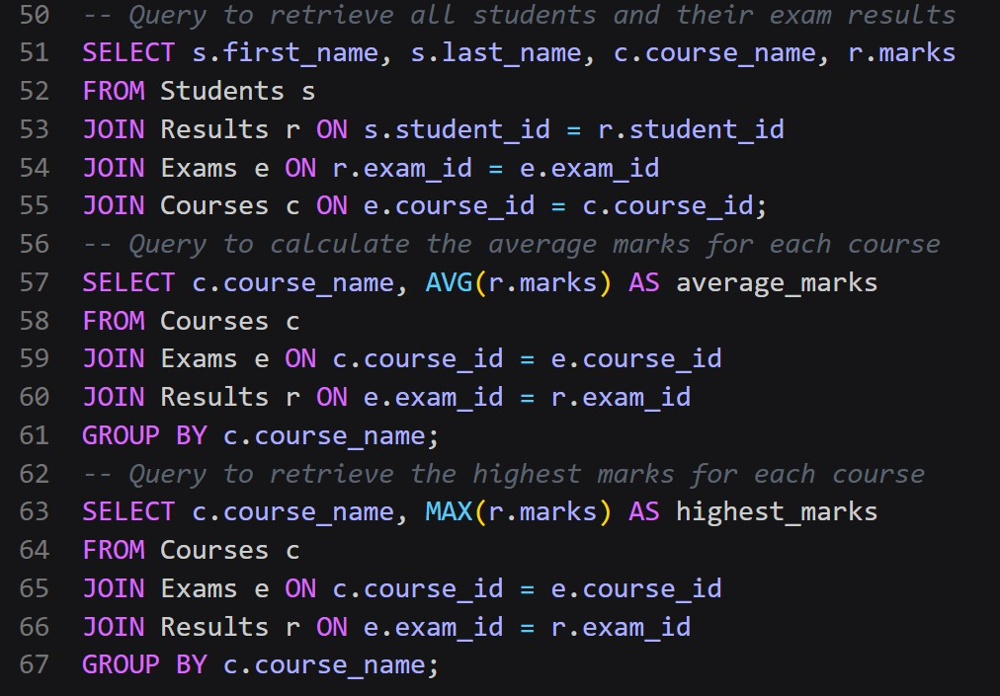 50 -- Query to retrieve all students and their exam results
51 SELECT s.first_name, s.last_name, c.course_name, r.marks
52 FROM Students s
53 JOIN Results r ON s.student_id = r.student_id
54 JOIN Exams e ON r.exam_id = e.exam_id
55 JOIN Courses c ON e.course_id = c.course_id;
56 -- Query to calculate the average marks for each course
57 SELECT c.course_name, AVG(r.marks) AS average_marks
58 FROM Courses c
59 JOIN Exams e ON c.course_id = e.course_id
60 JOIN Results r ON e.exam_id = r.exam_id
61 GROUP BY c.course_name;
62 -- Query to retrieve the highest marks for each course
63 SELECT c.course_name, MAX(r.marks) AS highest_marks
64 FROM Courses c
65 JOIN Exams e ON c.course_id = e.course_id
66 JOIN Results r ON e.exam_id = r.exam_id
67 GROUP BY c.course_name;